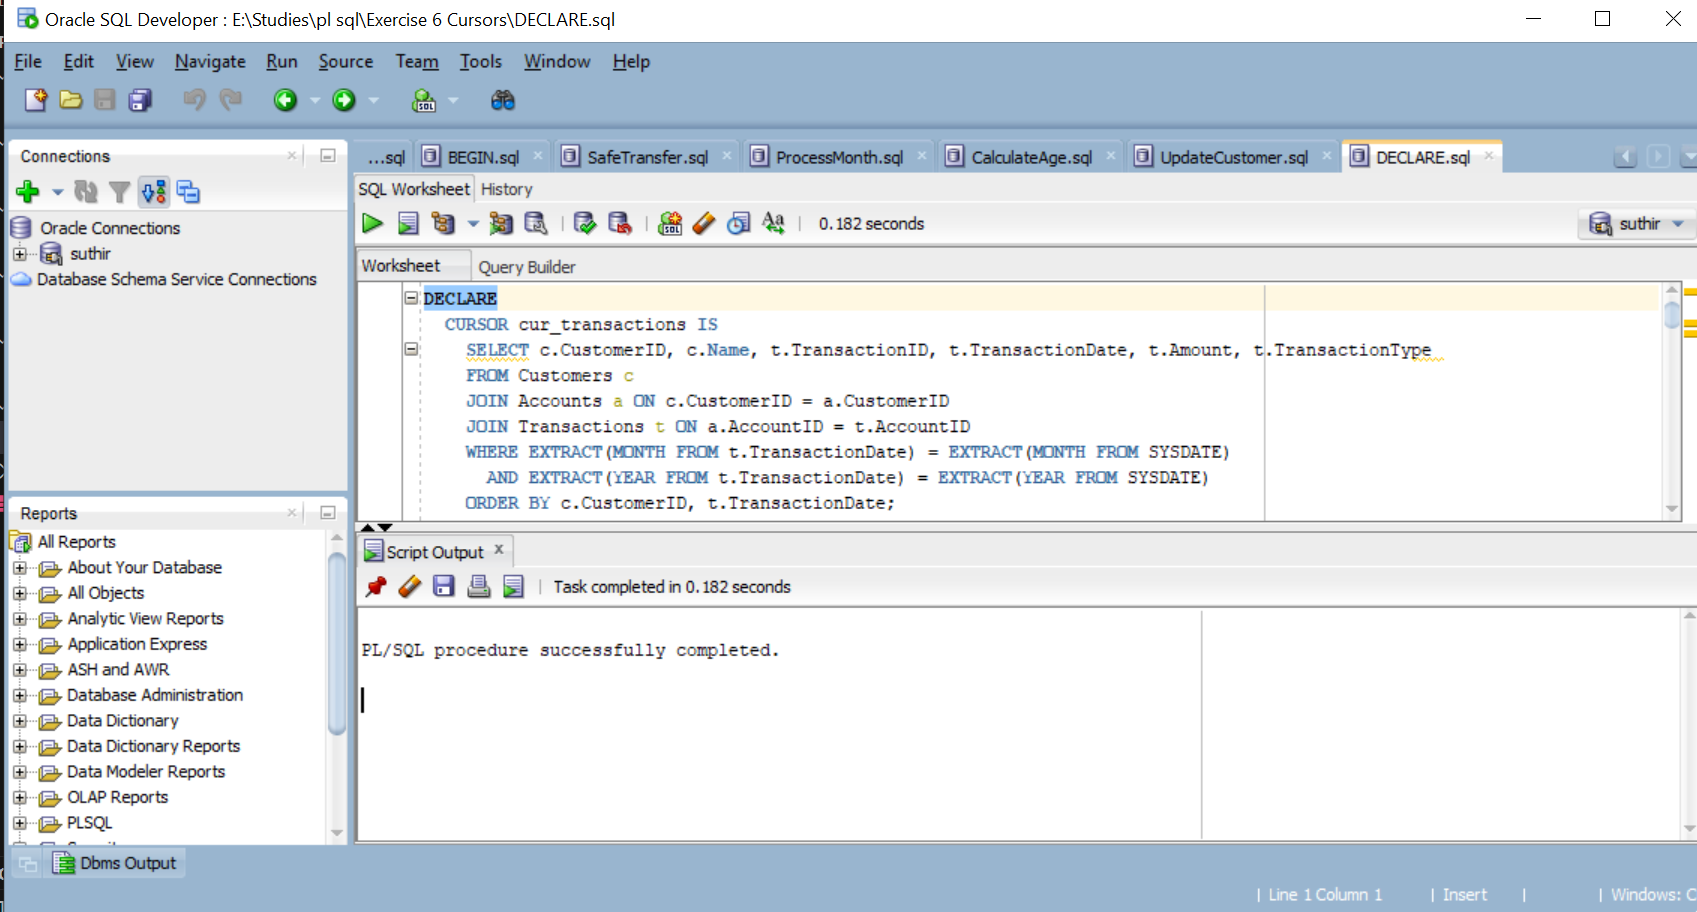 Oracle SQL Developer : E:\Studies\pl sql\Exercise 6 Cursors\DECLARE.sql
File Edit View Navigate Run Source Team Tools Window Help
Connections
Oracle Connections
suthir
Database Schema Service Connections
...sql BEGIN.sql SafeTransfer.sql ProcessMonth.sql CalculateAge.sql UpdateCustomer.sql DECLARE.sql
SQL Worksheet History
0.182 seconds
suthir
Worksheet Query Builder
DECLARE
CURSOR cur_transactions IS
SELECT c.CustomerID, c.Name, t.TransactionID, t.TransactionDate, t.Amount, t.TransactionType
FROM Customers c
JOIN Accounts a ON c.CustomerID = a.CustomerID
JOIN Transactions t ON a.AccountID = t.AccountID
WHERE EXTRACT(MONTH FROM t.TransactionDate) = EXTRACT(MONTH FROM SYSDATE)
AND EXTRACT(YEAR FROM t.TransactionDate) = EXTRACT(YEAR FROM SYSDATE)
ORDER BY c.CustomerID, t.TransactionDate;
Reports
All Reports
About Your Database
All Objects
Analytic View Reports
Application Express
ASH and AWR
Database Administration
Data Dictionary
Data Dictionary Reports
Data Modeler Reports
OLAP Reports
PLSQL
Script Output
Task completed in 0.182 seconds
PL/SQL procedure successfully completed.
Dbms Output
| Line 1 Column 1 | Insert | | Windows: C